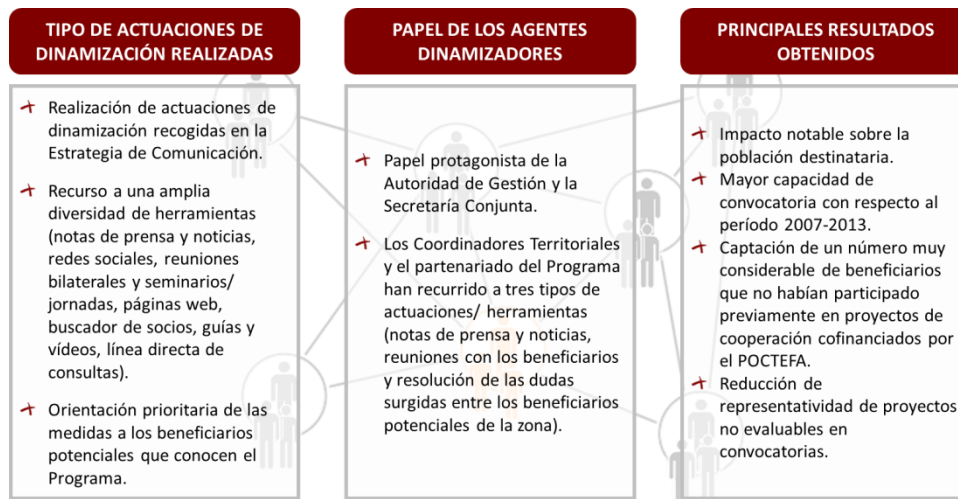 TIPO DE ACTUACIONES DE
DINAMIZACIÓN REALIZADAS
Realización de actuaciones de
dinamización recogidas en la
Estrategia de Comunicación.
Recurso a una amplia
diversidad de herramientas
(notas de prensa y noticias,
redes sociales, reuniones
bilaterales y seminarios/
jornadas, páginas web,
buscador de socios, guías y
vídeos, línea directa de
consultas).
Orientación prioritaria de las
medidas a los beneficiarios
potenciales que conocen el
Programa.
PAPEL DE LOS AGENTES
DINAMIZADORES
Papel protagonista de la
Autoridad de Gestión y la
Secretaría Conjunta.
Los Coordinadores Territoriales
y el partenariado del Programa
han recurrido a tres tipos de
actuaciones/ herramientas
(notas de prensa y noticias,
reuniones con los beneficiarios
y resolución de las dudas
surgidas entre los beneficiarios
potenciales de la zona).
PRINCIPALES RESULTADOS
OBTENIDOS
Impacto notable sobre la
población destinataria.
Mayor capacidad de
convocatoria con respecto al
período 2007-2013.
Captación de un número muy
considerable de beneficiarios
que no habían participado
previamente en proyectos de
cooperación cofinanciados por
el POCTEFA.
Reducción de
representatividad de proyectos
no evaluables en
convocatorias.